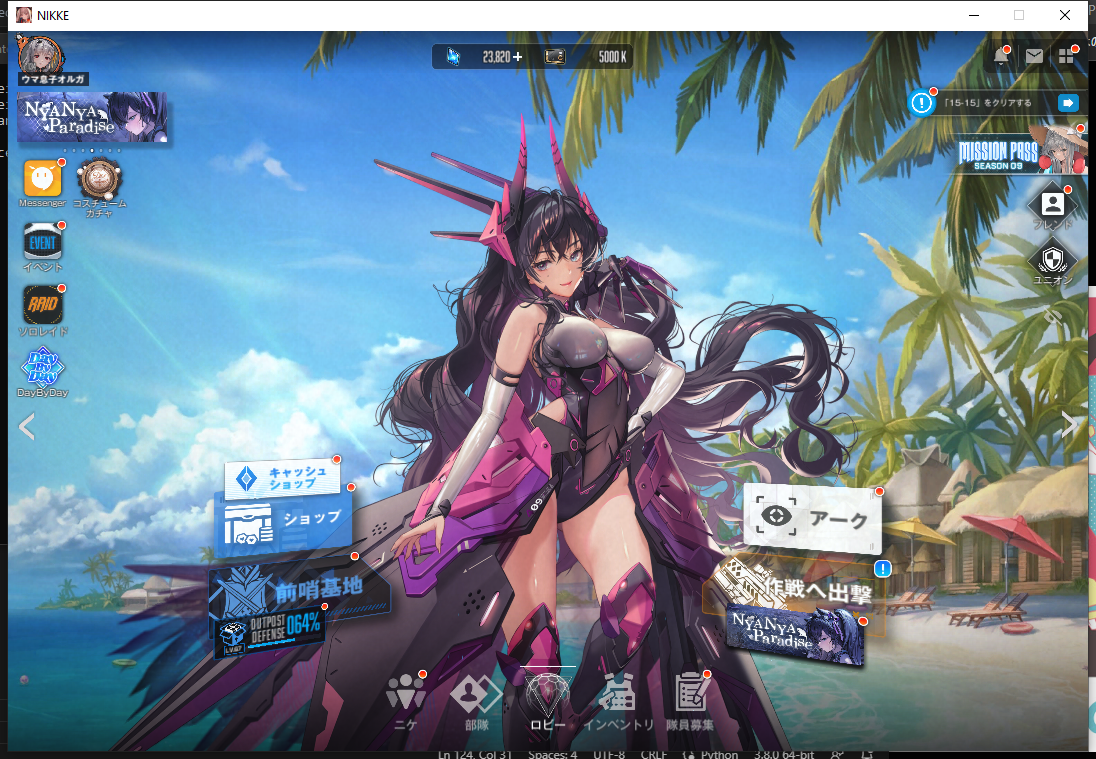 NIKKE
ウマ息子オルガ
23,820+
5000 K
「15-15」をクリアする
NYANYA
Paradise
MISSION PASS
SEASON 09
Messenger
コスチューム
ガチャ
フレンド
EVENT
イベント
ユニオン
RAID
ソロレイド
Day
By
Day
DayByDay
キャッシュ
ショップ
ショップ
アーク
09
前哨基地
作戦へ出撃
OUTPOST
DEFENSE
064%
NYANYA
Paradise
ニケ
部隊
ロビー
インベントリ
隊員募集
Ln 124, Col 31
Spaces: 4
UTF-8
CRLF
Python
3.8.0 64-bit